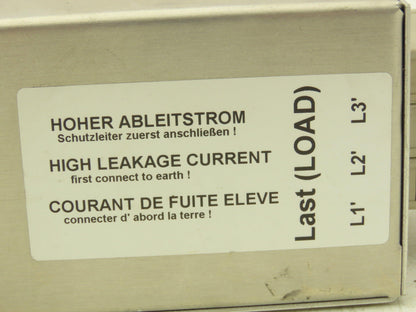 HOHER ABLEITSTROM
Schutzleiter zuerst anschließen !
HIGH LEAKAGE CURRENT
first connect to earth !
COURANT DE FUITE ELEVE
connecter d' abord la terre !
Last (LOAD)
L1' L2' L3'